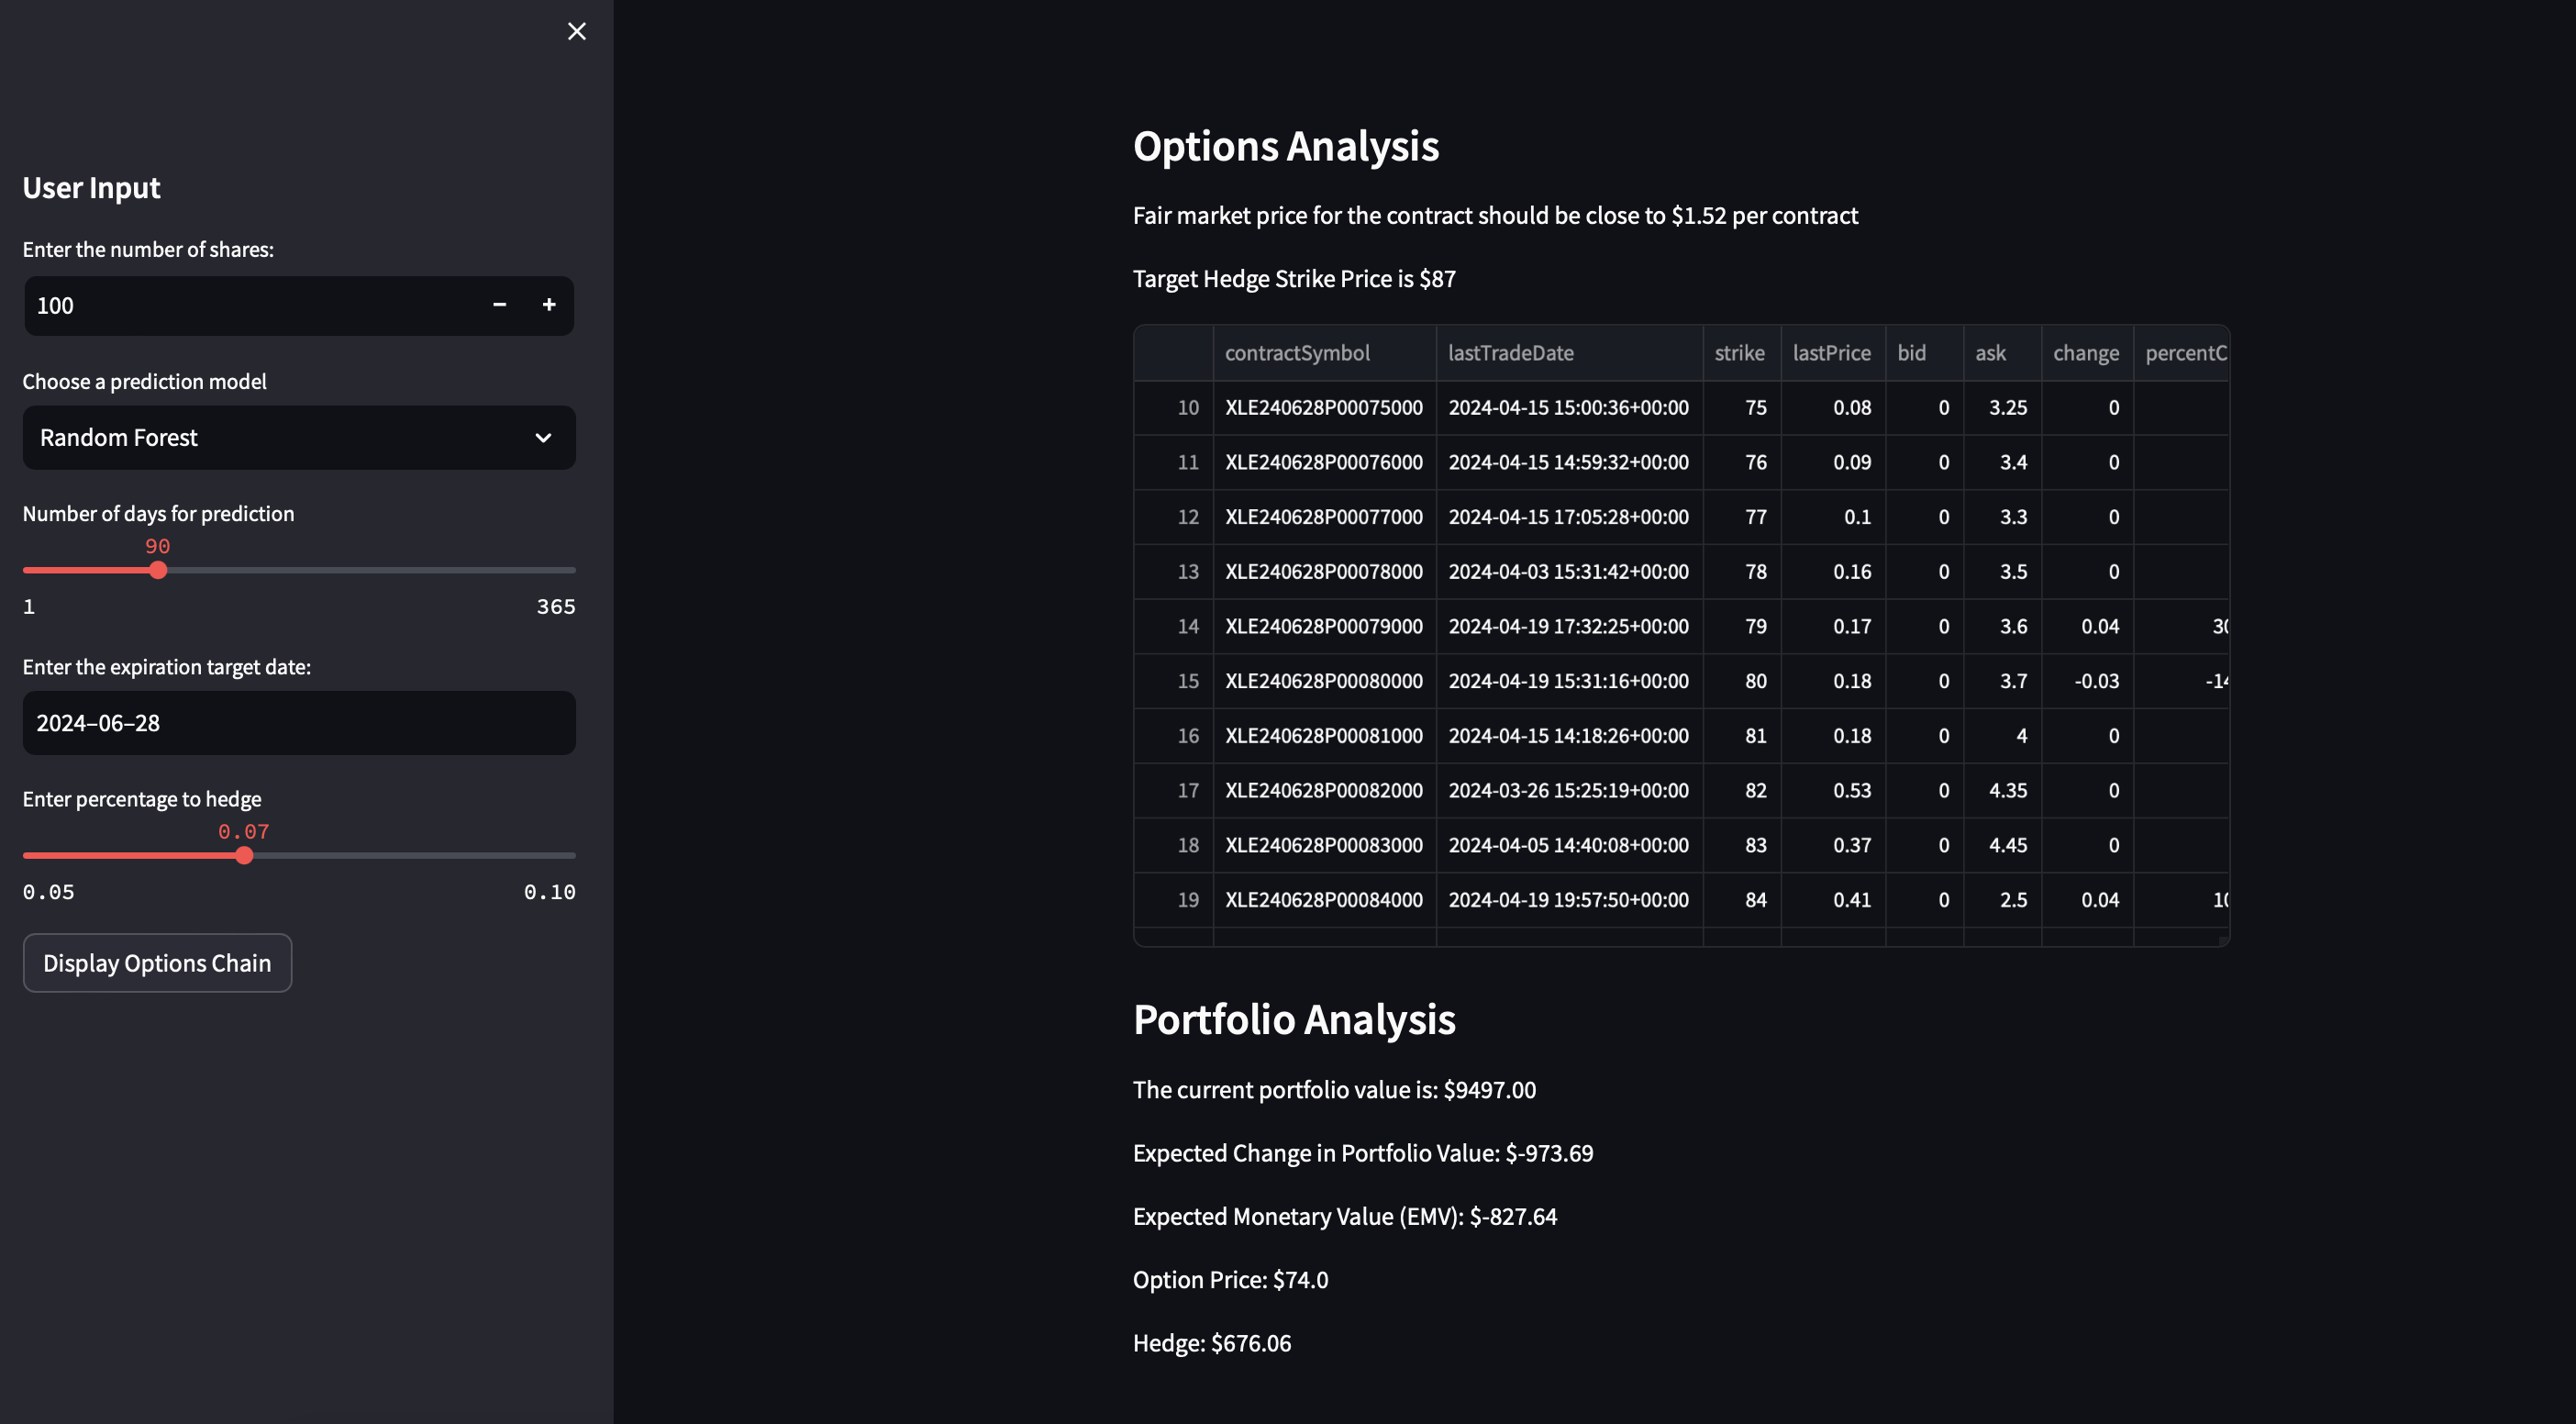 User Input
Enter the number of shares:
100
Choose a prediction model
Random Forest
Number of days for prediction
90
1 365
Enter the expiration target date:
2024–06–28
Enter percentage to hedge
0.07
0.05 0.10
Display Options Chain
Options Analysis
Fair market price for the contract should be close to $1.52 per contract
Target Hedge Strike Price is $87
contractSymbol lastTradeDate strike lastPrice bid ask change percentC
10 XLE240628P00075000 2024-04-15 15:00:36+00:00 75 0.08 0 3.25 0
11 XLE240628P00076000 2024-04-15 14:59:32+00:00 76 0.09 0 3.4 0
12 XLE240628P00077000 2024-04-15 17:05:28+00:00 77 0.1 0 3.3 0
13 XLE240628P00078000 2024-04-03 15:31:42+00:00 78 0.16 0 3.5 0
14 XLE240628P00079000 2024-04-19 17:32:25+00:00 79 0.17 0 3.6 0.04 30
15 XLE240628P00080000 2024-04-19 15:31:16+00:00 80 0.18 0 3.7 -0.03 -14
16 XLE240628P00081000 2024-04-15 14:18:26+00:00 81 0.18 0 4 0
17 XLE240628P00082000 2024-03-26 15:25:19+00:00 82 0.53 0 4.35 0
18 XLE240628P00083000 2024-04-05 14:40:08+00:00 83 0.37 0 4.45 0
19 XLE240628P00084000 2024-04-19 19:57:50+00:00 84 0.41 0 2.5 0.04 10
Portfolio Analysis
The current portfolio value is: $9497.00
Expected Change in Portfolio Value: $-973.69
Expected Monetary Value (EMV): $-827.64
Option Price: $74.0
Hedge: $676.06